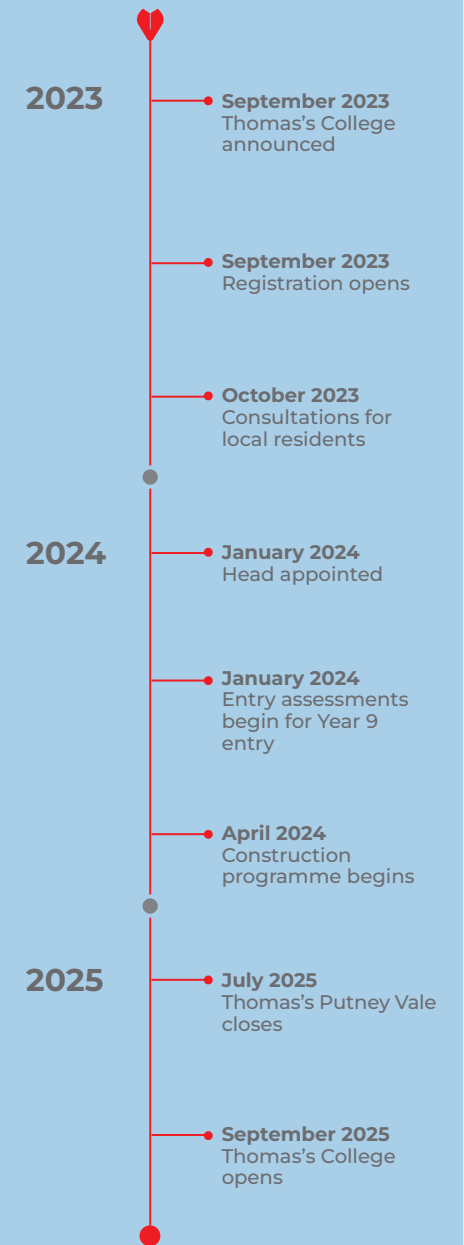 2023
September 2023
Thomas’s College
announced
September 2023
Registration opens
October 2023
Consultations for
local residents
2024
January 2024
Head appointed
January 2024
Entry assessments
begin for Year 9
entry
April 2024
Construction
programme begins
2025
July 2025
Thomas’s Putney Vale
closes
September 2025
Thomas’s College
opens